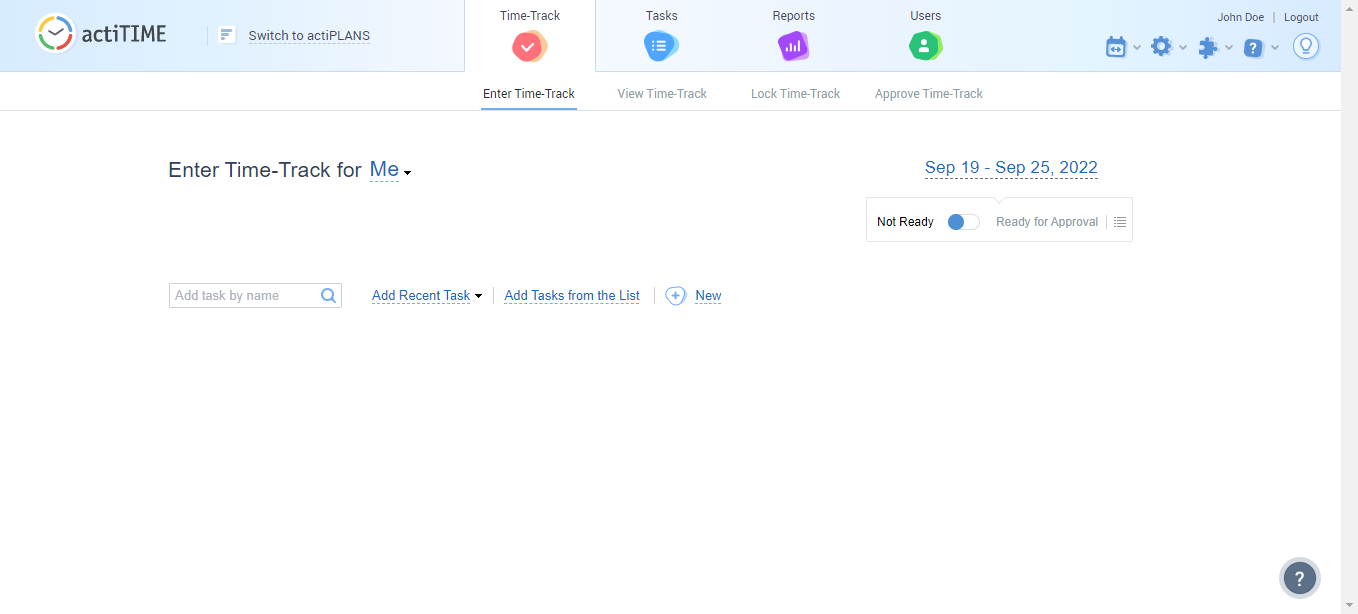 actiTIME
Switch to actiPLANS
Time-Track
Tasks
Reports
Users
John Doe
Logout
?
Enter Time-Track
View Time-Track
Lock Time-Track
Approve Time-Track
Enter Time-Track for Me
Sep 19 - Sep 25, 2022
Not Ready
Ready for Approval
Add task by name
Add Recent Task
Add Tasks from the List
New
?